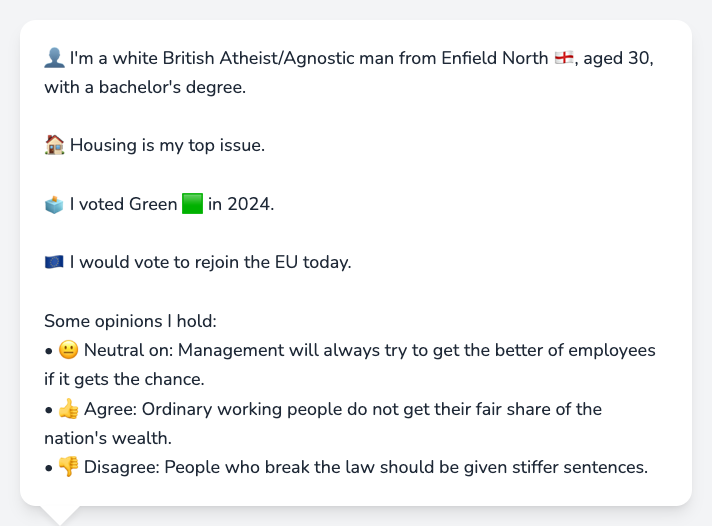 👤 I'm a white British Atheist/Agnostic man from Enfield North 🏴󠁧󠁢󠁥󠁮󠁧󠁿, aged 30,
with a bachelor's degree.
🏠 Housing is my top issue.
🗳️ I voted Green 🟩 in 2024.
🇪🇺 I would vote to rejoin the EU today.
Some opinions I hold:
• 😐 Neutral on: Management will always try to get the better of employees
if it gets the chance.
• 👍 Agree: Ordinary working people do not get their fair share of the
nation's wealth.
• 👎 Disagree: People who break the law should be given stiffer sentences.